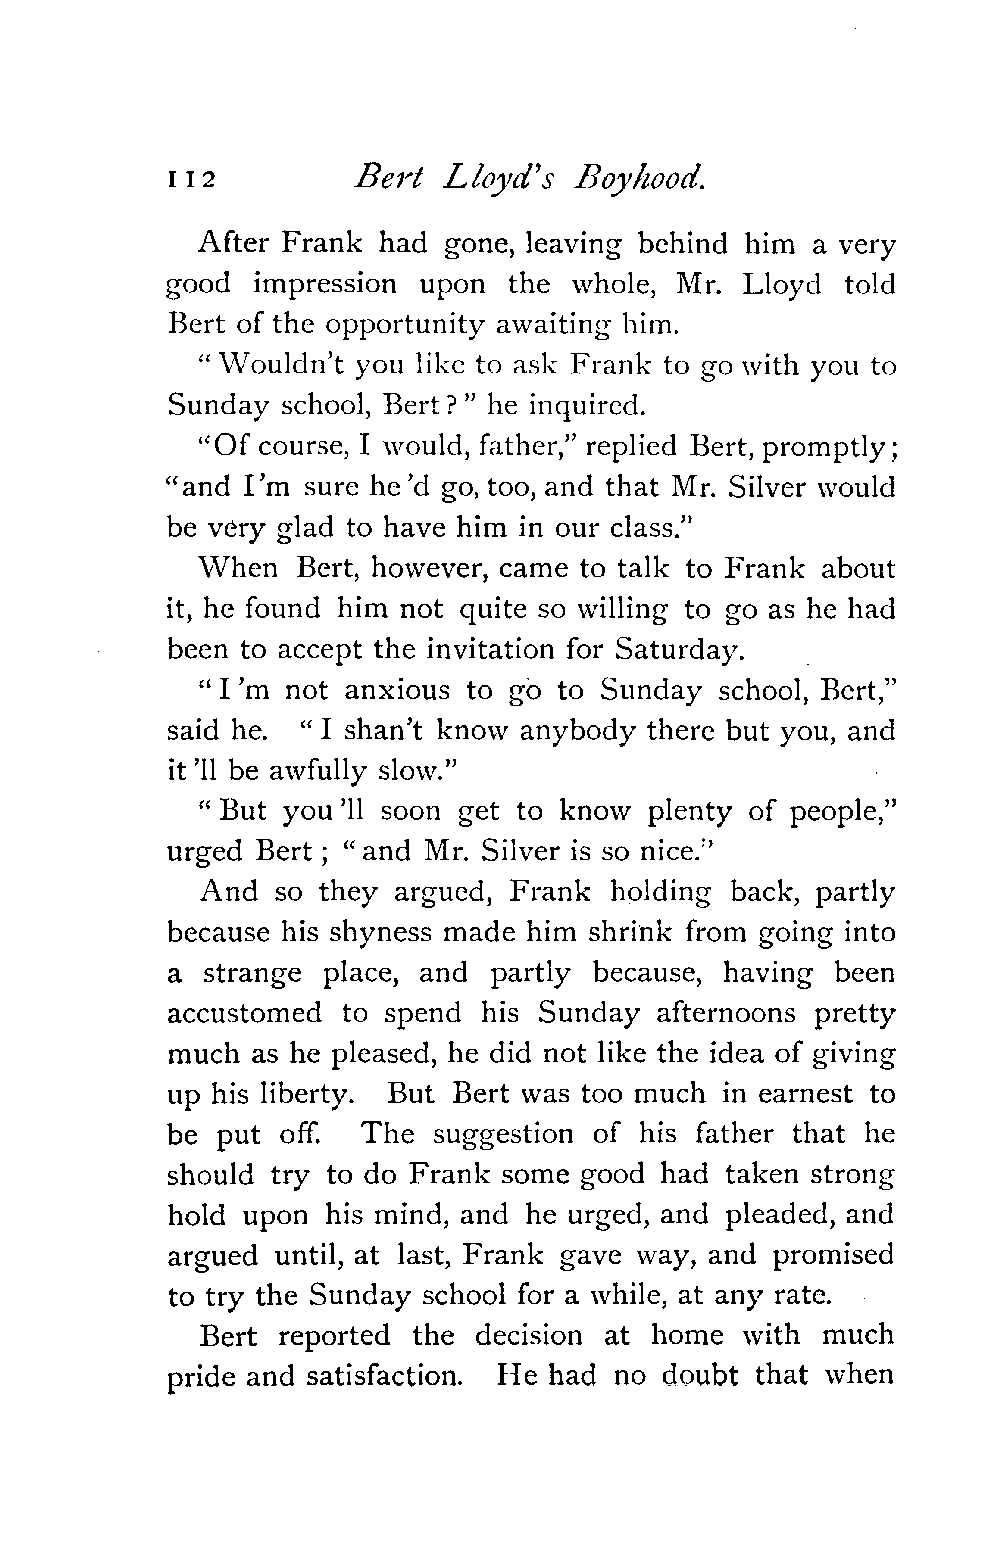 112 Bert Lloyd's Boyhood.
After Frank had gone, leaving behind him a very
good impression upon the whole, Mr. Lloyd told
Bert of the opportunity awaiting him.
“Wouldn't you like to ask Frank to go with you to
Sunday school, Bert?” he inquired.
“Of course, I would, father,” replied Bert, promptly;
“and I'm sure he'd go, too, and that Mr. Silver would
be very glad to have him in our class.”
When Bert, however, came to talk to Frank about
it, he found him not quite so willing to go as he had
been to accept the invitation for Saturday.
“I'm not anxious to go to Sunday school, Bert,”
said he. “I shan't know anybody there but you, and
it'll be awfully slow.”
“But you'll soon get to know plenty of people,”
urged Bert; “and Mr. Silver is so nice.”
And so they argued, Frank holding back, partly
because his shyness made him shrink from going into
a strange place, and partly because, having been
accustomed to spend his Sunday afternoons pretty
much as he pleased, he did not like the idea of giving
up his liberty. But Bert was too much in earnest to
be put off. The suggestion of his father that he
should try to do Frank some good had taken strong
hold upon his mind, and he urged, and pleaded, and
argued until, at last, Frank gave way, and promised
to try the Sunday school for a while, at any rate.
Bert reported the decision at home with much
pride and satisfaction. He had no doubt that when